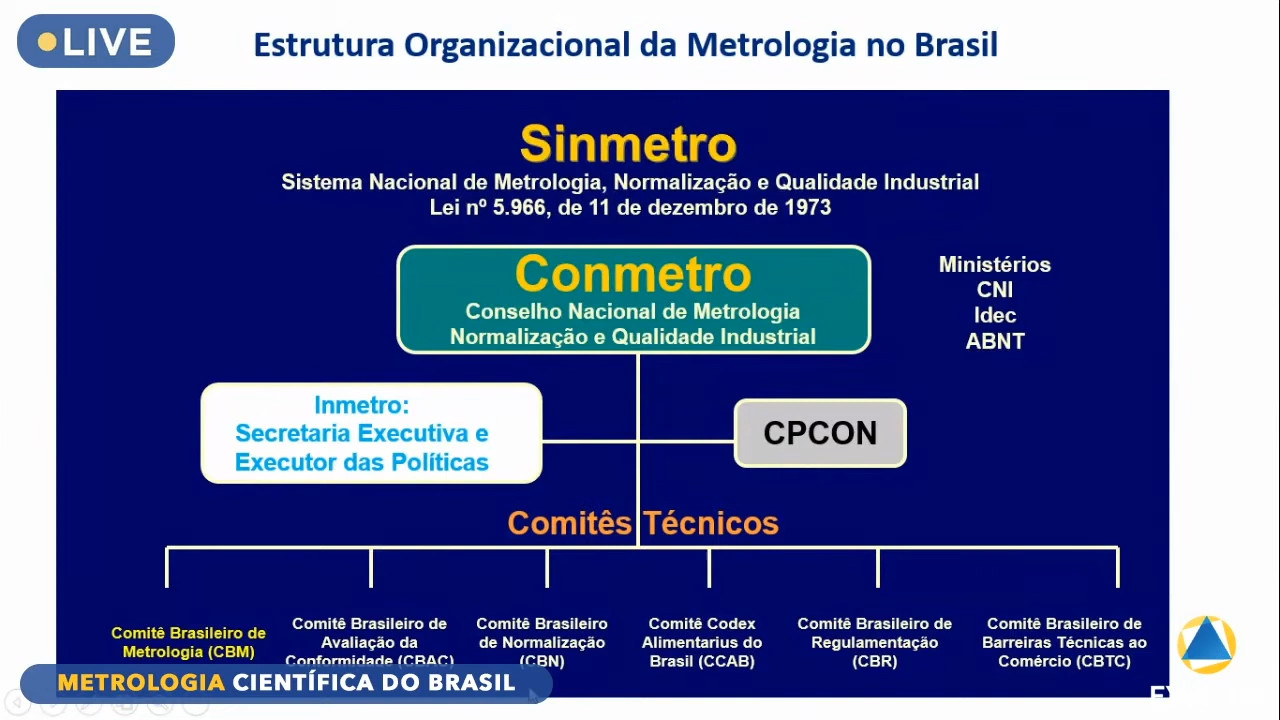 LIVE
Estrutura Organizacional da Metrologia no Brasil
Sinmetro
Sistema Nacional de Metrologia, Normalização e Qualidade Industrial
Lei nº 5.966, de 11 de dezembro de 1973
Conmetro
Conselho Nacional de Metrologia
Normalização e Qualidade Industrial
Ministérios
CNI
Idec
ABNT
Inmetro:
Secretaria Executiva e
Executor das Políticas
CPCON
Comitês Técnicos
Comitê Brasileiro de
Metrologia (CBM)
Comitê Brasileiro de
Avaliação da
Conformidade (CBAC)
Comitê Brasileiro
de Normalização
(CBN)
Comitê Codex
Alimentarius do
Brasil (CCAB)
Comitê Brasileiro de
Regulamentação
(CBR)
Comitê Brasileiro de
Barreiras Técnicas ao
Comércio (CBTC)
METROLOGIA CIENTÍFICA DO BRASIL